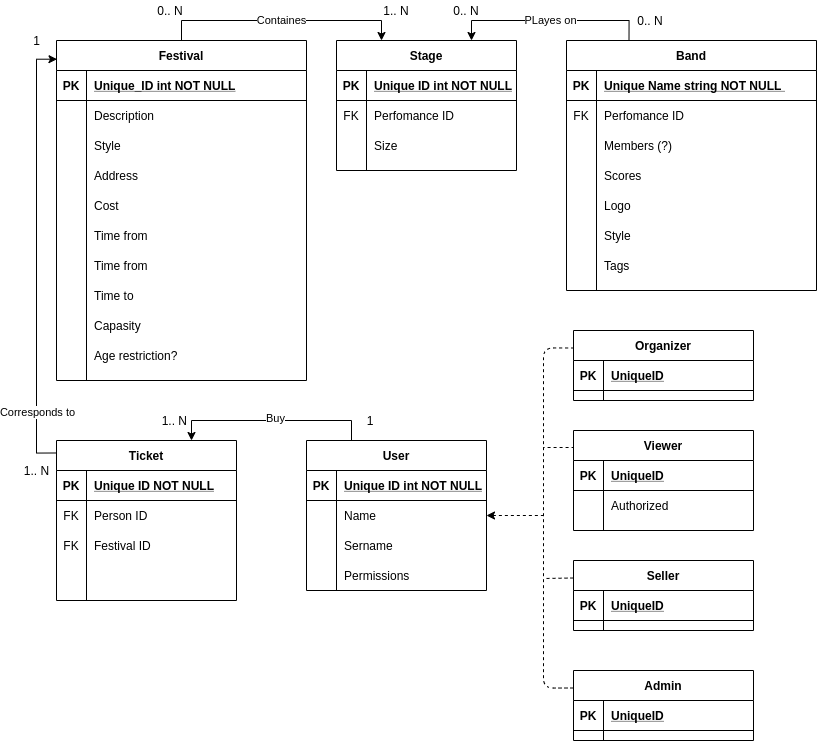 0.. N
Containes
1.. N
0.. N
PLayes on
0.. N
1
Festival
PK Unique_ID int NOT NULL
Description
Style
Address
Cost
Time from
Time from
Time to
Capasity
Age restriction?
Stage
PK Unique ID int NOT NULL
FK Perfomance ID
Size
Band
PK Unique Name string NOT NULL
FK Perfomance ID
Members (?)
Scores
Logo
Style
Tags
Corresponds to
1.. N
1.. N
Buy
1
Ticket
PK Unique ID NOT NULL
FK Person ID
FK Festival ID
User
PK Unique ID int NOT NULL
Name
Sername
Permissions
Organizer
PK UniqueID
Viewer
PK UniqueID
Authorized
Seller
PK UniqueID
Admin
PK UniqueID